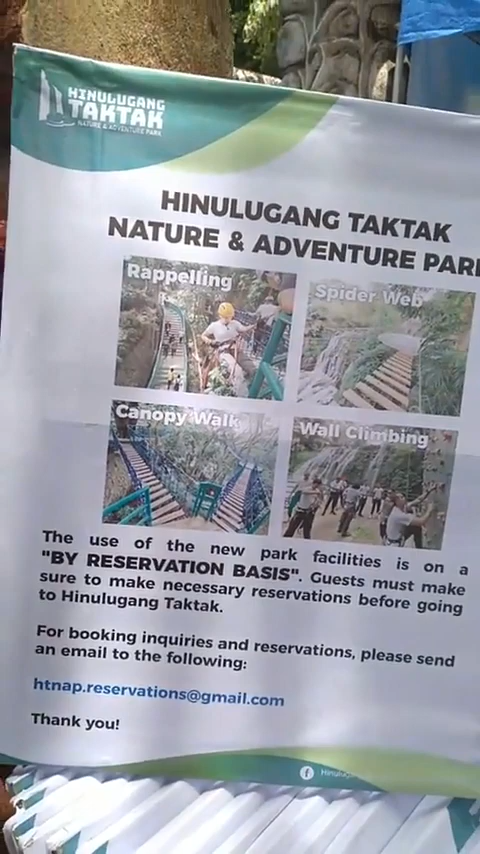 HINULUGANG
TAKTAK
NATURE & ADVENTURE PARK
HINULUGANG TAKTAK
NATURE & ADVENTURE PARK
Rappelling
Spider Web
Canopy Walk
Wall Climbing
The use of the new park facilities is on a
"BY RESERVATION BASIS". Guests must make
sure to make necessary reservations before going
to Hinulugang Taktak.
For booking inquiries and reservations, please send
an email to the following:
htnap.reservations@gmail.com
Thank you!